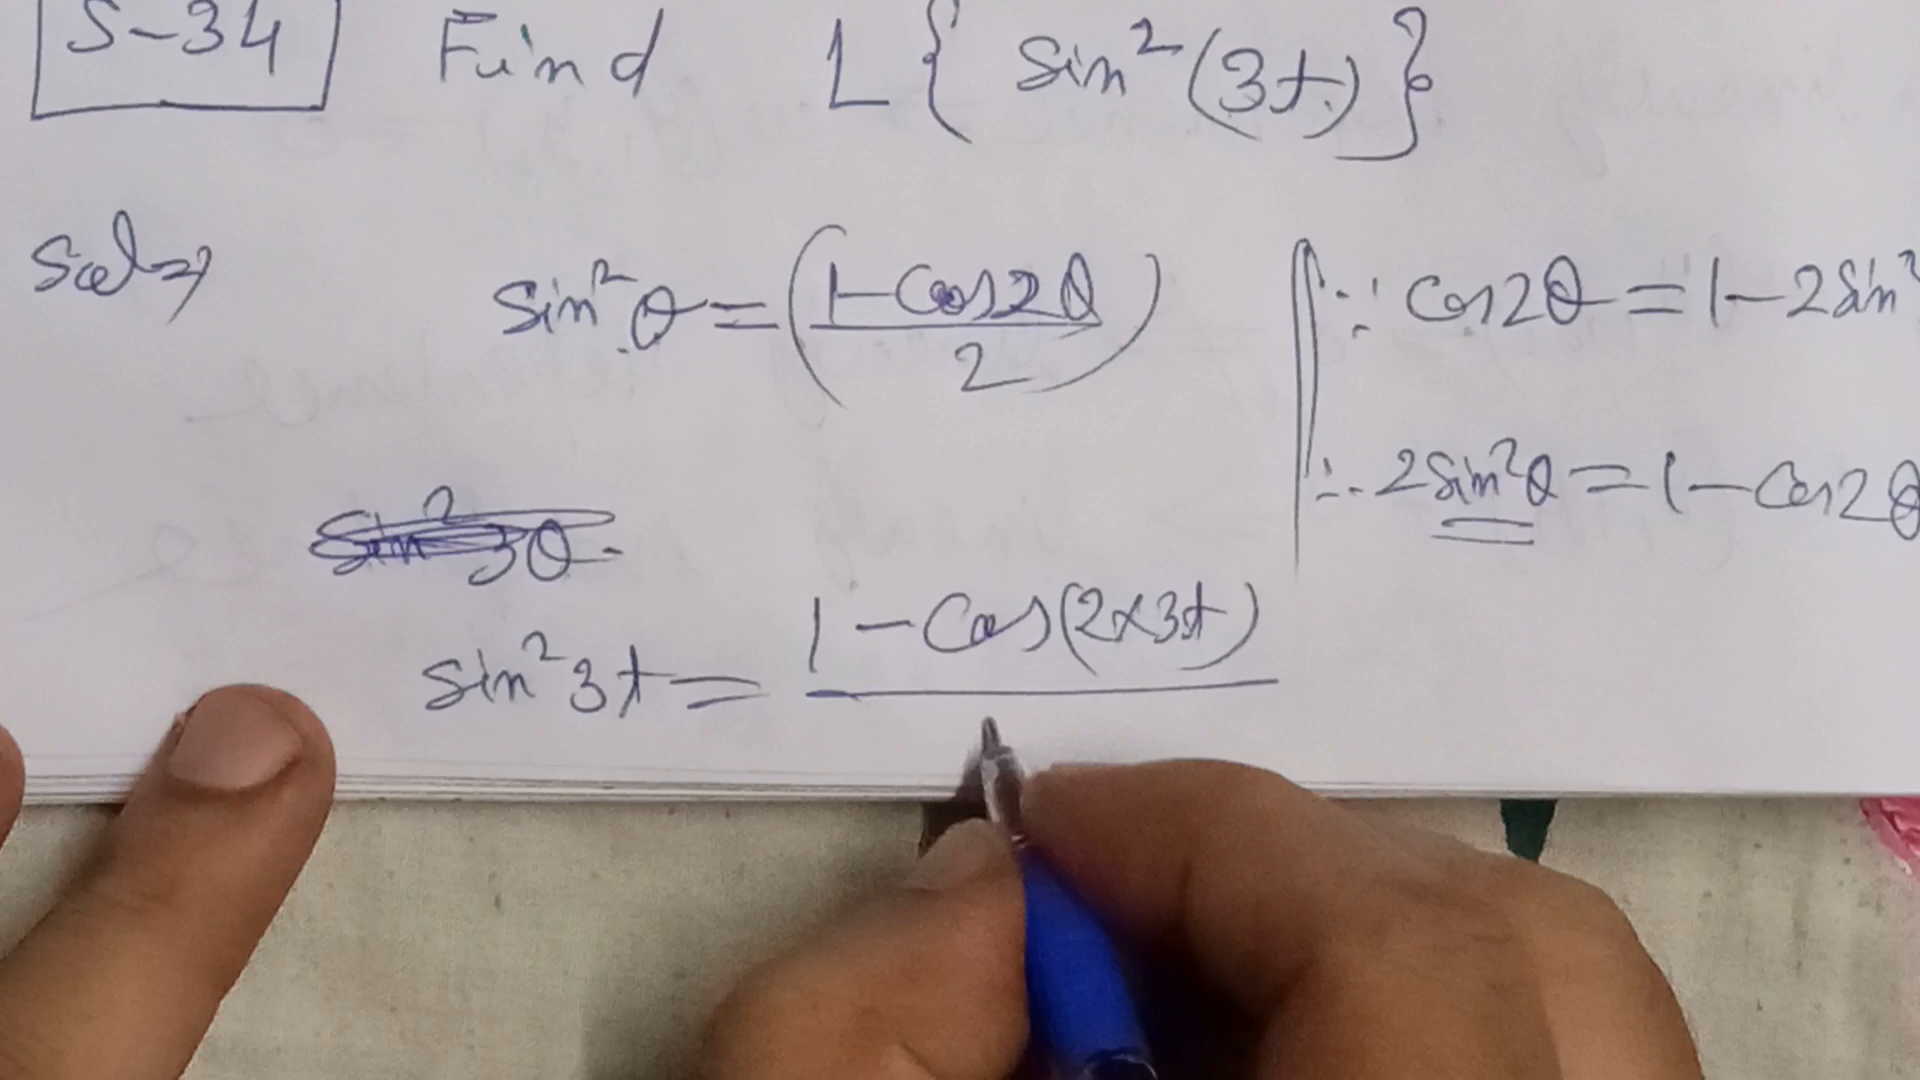 S-34 Find L{ sin²(3t) }
Sol⇒ sin²θ = (1-Cos2θ / 2) ∵ cos2θ = 1-2sin²
∴ 2sin²θ = 1-Cos2θ
Sin²3θ
sin²3t = 1-Cos(2×3t)